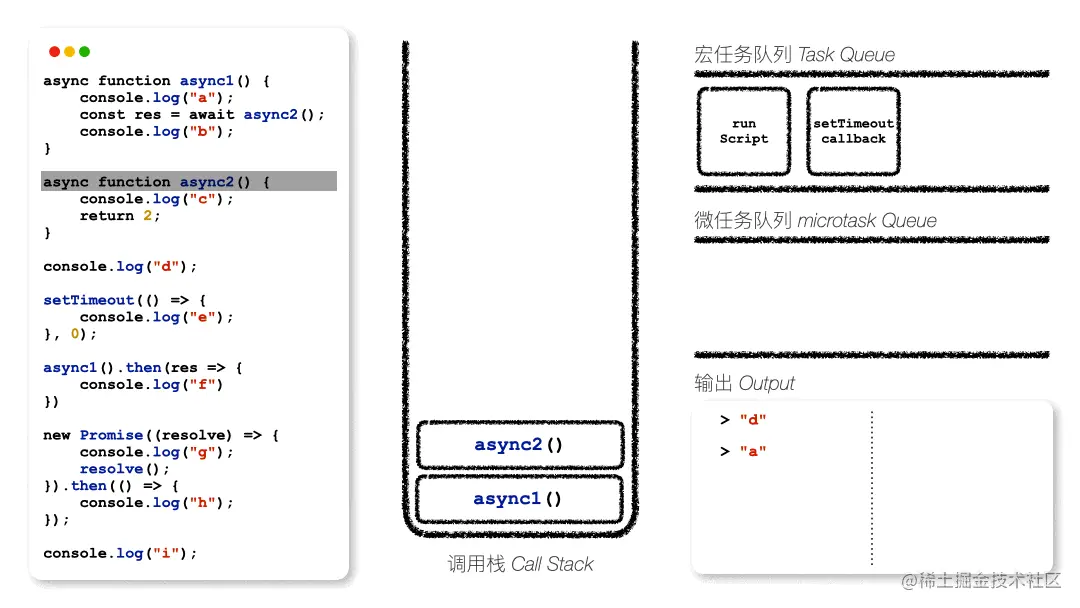 async function async1() {
    console.log("a");
    const res = await async2();
    console.log("b");
}
async function async2() {
    console.log("c");
    return 2;
}
console.log("d");
setTimeout(() => {
    console.log("e");
}, 0);
async1().then(res => {
    console.log("f")
})
new Promise((resolve) => {
    console.log("g");
    resolve();
}).then(() => {
    console.log("h");
});
console.log("i");
async2()
async1()
调用栈 Call Stack
宏任务队列 Task Queue
run
Script
setTimeout
callback
微任务队列 microtask Queue
输出 Output
> "d"
> "a"
@稀土掘金技术社区